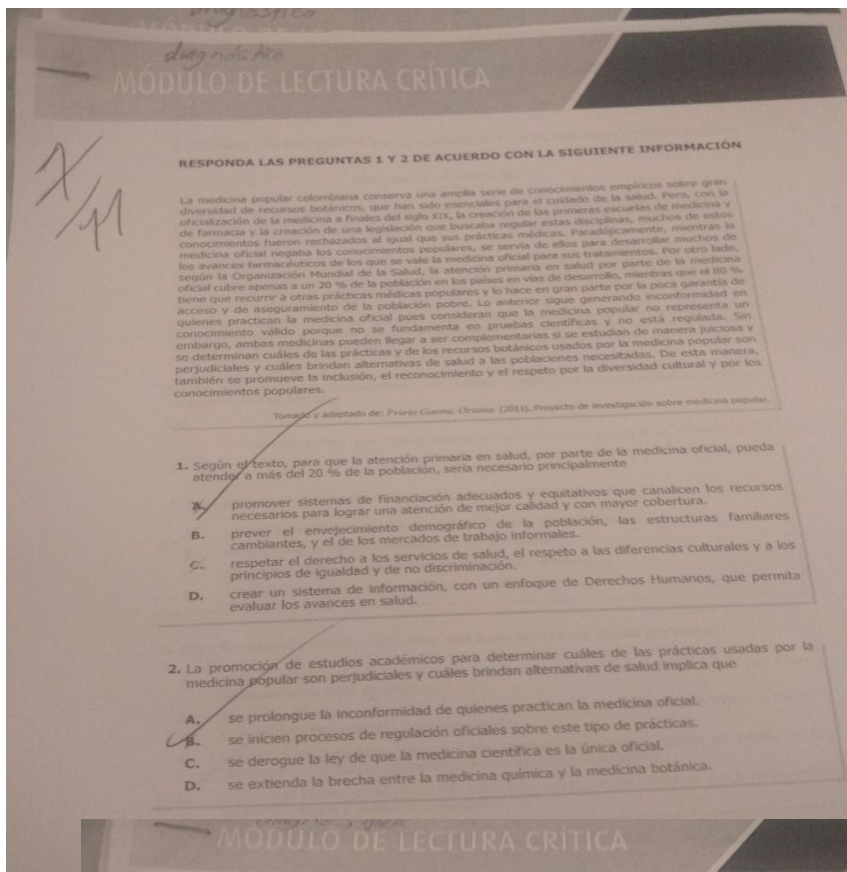 diagnóstico
MÓDULO DE LECTURA CRÍTICA
7/11
RESPONDA LAS PREGUNTAS 1 Y 2 DE ACUERDO CON LA SIGUIENTE INFORMACIÓN
La medicina popular colombiana conserva una amplia serie de conocimientos empíricos sobre gran
diversidad de recursos botánicos, que han sido esenciales para el cuidado de la salud. Pero, con la
oficialización de la medicina a finales del siglo XIX, la creación de las primeras escuelas de medicina y
de farmacia y la creación de una legislación que buscaba regular estas disciplinas, muchos de estos
conocimientos fueron rechazados al igual que sus prácticas médicas. Paradójicamente, mientras la
medicina oficial negaba los conocimientos populares, se servía de ellos para desarrollar muchos de
los avances farmacéuticos de los que se vale la medicina oficial para sus tratamientos. Por otro lado,
según la Organización Mundial de la Salud, la atención primaria en salud por parte de la medicina
oficial cubre apenas a un 20 % de la población en los países en vías de desarrollo, mientras que el 80 %
tiene que recurrir a otras prácticas médicas populares y lo hace en gran parte por la poca garantía de
acceso y de aseguramiento de la población pobre. Lo anterior sigue generando inconformidad en
quienes practican la medicina oficial pues consideran que la medicina popular no representa un
conocimiento válido porque no se fundamenta en pruebas científicas y no está regulada. Sin
embargo, ambas medicinas pueden llegar a ser complementarias si se estudian de manera juiciosa y
se determinan cuáles de las prácticas y de los recursos botánicos usados por la medicina popular son
perjudiciales y cuáles brindan alternativas de salud a las poblaciones necesitadas. De esta manera,
también se promueve la inclusión, el reconocimiento y el respeto por la diversidad cultural y por los
conocimientos populares.
Tomado y adaptado de: Prieto Gaona, Oriana. (2011). Proyecto de investigación sobre medicina popular.
1. Según el texto, para que la atención primaria en salud, por parte de la medicina oficial, pueda
atender a más del 20 % de la población, sería necesario principalmente
A. promover sistemas de financiación adecuados y equitativos que canalicen los recursos
necesarios para lograr una atención de mejor calidad y con mayor cobertura.
B. prever el envejecimiento demográfico de la población, las estructuras familiares
cambiantes, y el de los mercados de trabajo informales.
C. respetar el derecho a los servicios de salud, el respeto a las diferencias culturales y a los
principios de igualdad y de no discriminación.
D. crear un sistema de información, con un enfoque de Derechos Humanos, que permita
evaluar los avances en salud.
2. La promoción de estudios académicos para determinar cuáles de las prácticas usadas por la
medicina popular son perjudiciales y cuáles brindan alternativas de salud implica que
A. se prolongue la inconformidad de quienes practican la medicina oficial.
B. se inicien procesos de regulación oficiales sobre este tipo de prácticas.
C. se derogue la ley de que la medicina científica es la única oficial.
D. se extienda la brecha entre la medicina química y la medicina botánica.
MÓDULO DE LECTURA CRÍTICA